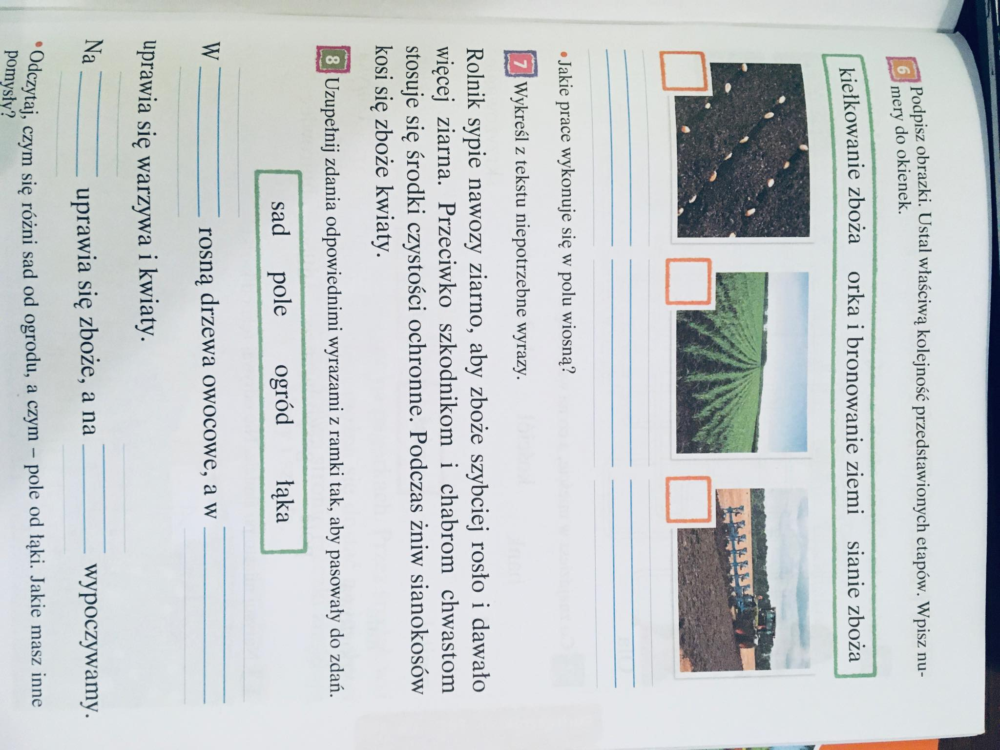 6 Podpisz obrazki. Ustal właściwą kolejność przedstawionych etapów. Wpisz nu-
mery do okienek.
kiełkowanie zboża orka i bronowanie ziemi sianie zboża
• Jakie prace wykonuje się w polu wiosną?
7 Wykreśl z tekstu niepotrzebne wyrazy.
Rolnik sypie nawozy ziarno, aby zboże szybciej rosło i dawało
więcej ziarna. Przeciwko szkodnikom i chabrom chwastom
stosuje się środki czystości ochronne. Podczas żniw sianokosów
kosi się zboże kwiaty.
8 Uzupełnij zdania odpowiednimi wyrazami z ramki tak, aby pasowały do zdań.
sad pole ogród łąka
W rosną drzewa owocowe, a w
uprawia się warzywa i kwiaty.
Na uprawia się zboże, a na wypoczywamy.
• Odczytaj, czym się różni sad od ogrodu, a czym – pole od łąki. Jakie masz inne
pomysły?